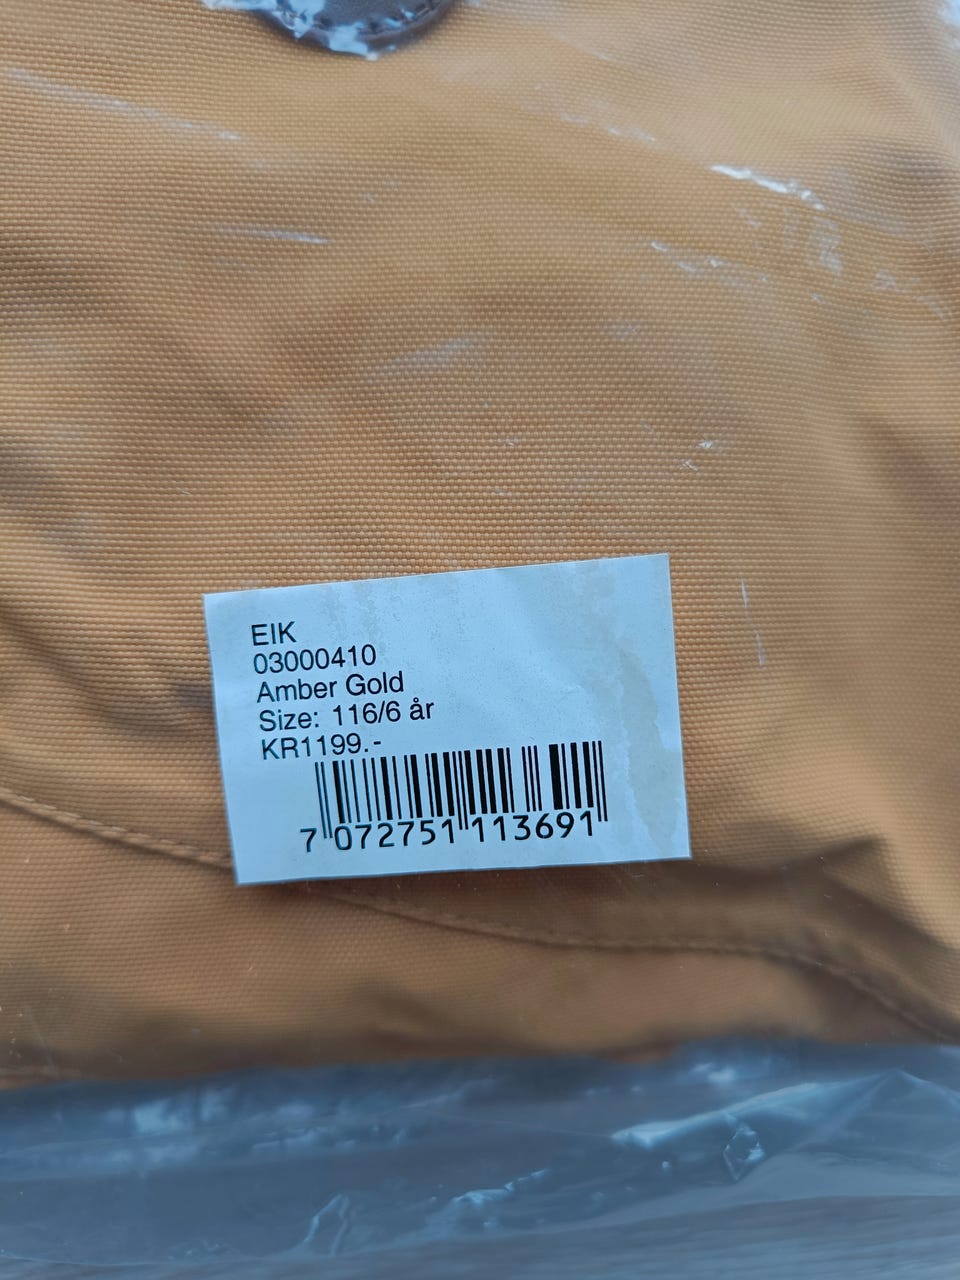 EIK
03000410
Amber Gold
Size: 116/6 år
KR1199.-
7 072751 113691